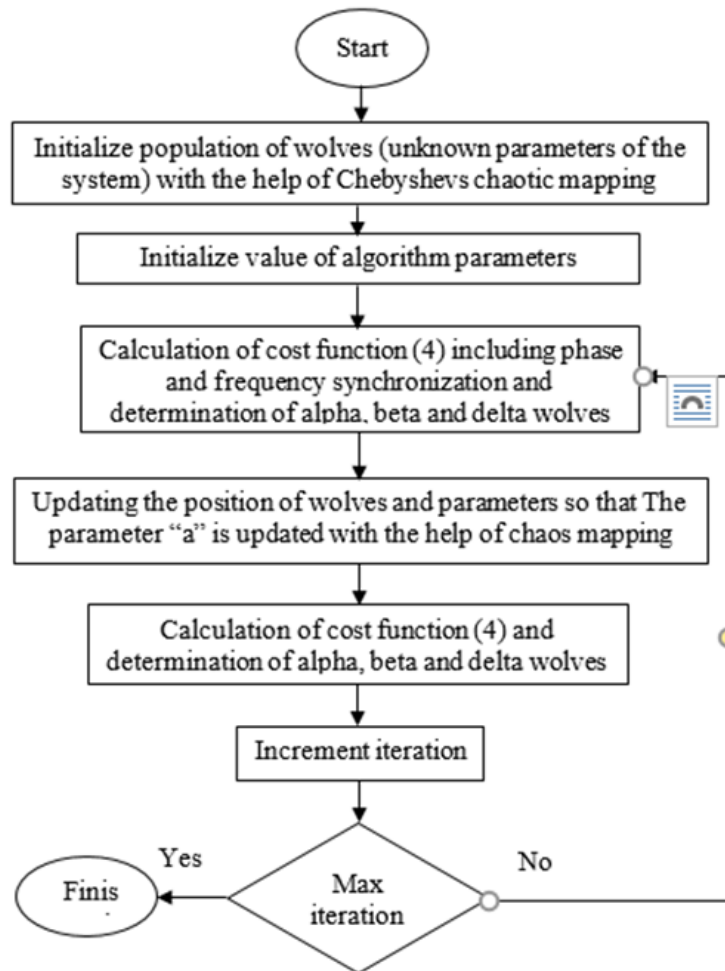 Start
Initialize population of wolves (unknown parameters of the
system) with the help of Chebyshevs chaotic mapping
Initialize value of algorithm parameters
Calculation of cost function (4) including phase
and frequency synchronization and
determination of alpha, beta and delta wolves
Updating the position of wolves and parameters so that The
parameter “a” is updated with the help of chaos mapping
Calculation of cost function (4) and
determination of alpha, beta and delta wolves
Increment iteration
Yes
No
Finis
Max
iteration